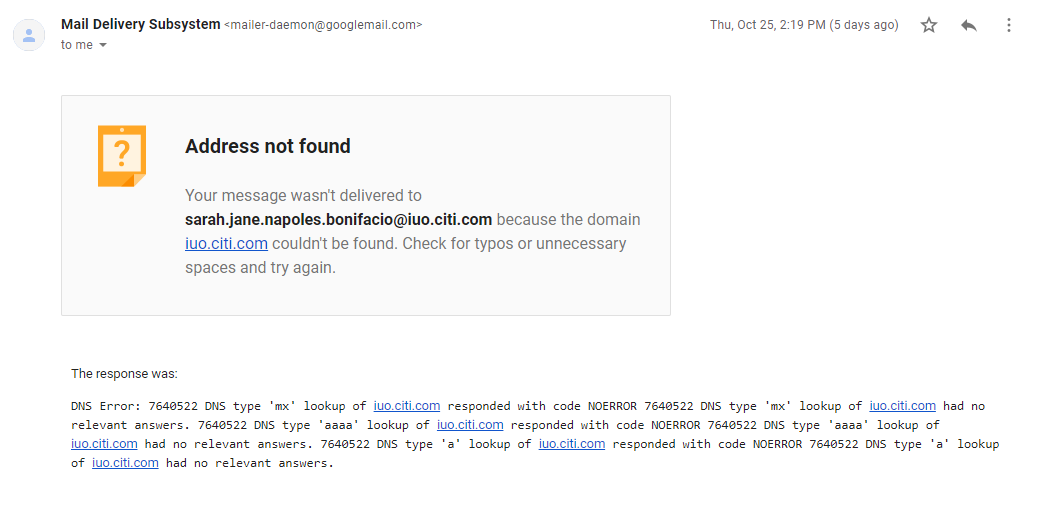 Mail Delivery Subsystem <mailer-daemon@googlemail.com> Thu, Oct 25, 2:19 PM (5 days ago)
to me
?
Address not found
Your message wasn't delivered to
sarah.jane.napoles.bonifacio@iuo.citi.com because the domain
iuo.citi.com couldn't be found. Check for typos or unnecessary
spaces and try again.
The response was:
DNS Error: 7640522 DNS type 'mx' lookup of iuo.citi.com responded with code NOERROR 7640522 DNS type 'mx' lookup of iuo.citi.com had no
relevant answers. 7640522 DNS type 'aaaa' lookup of iuo.citi.com responded with code NOERROR 7640522 DNS type 'aaaa' lookup of
iuo.citi.com had no relevant answers. 7640522 DNS type 'a' lookup of iuo.citi.com responded with code NOERROR 7640522 DNS type 'a' lookup
of iuo.citi.com had no relevant answers.